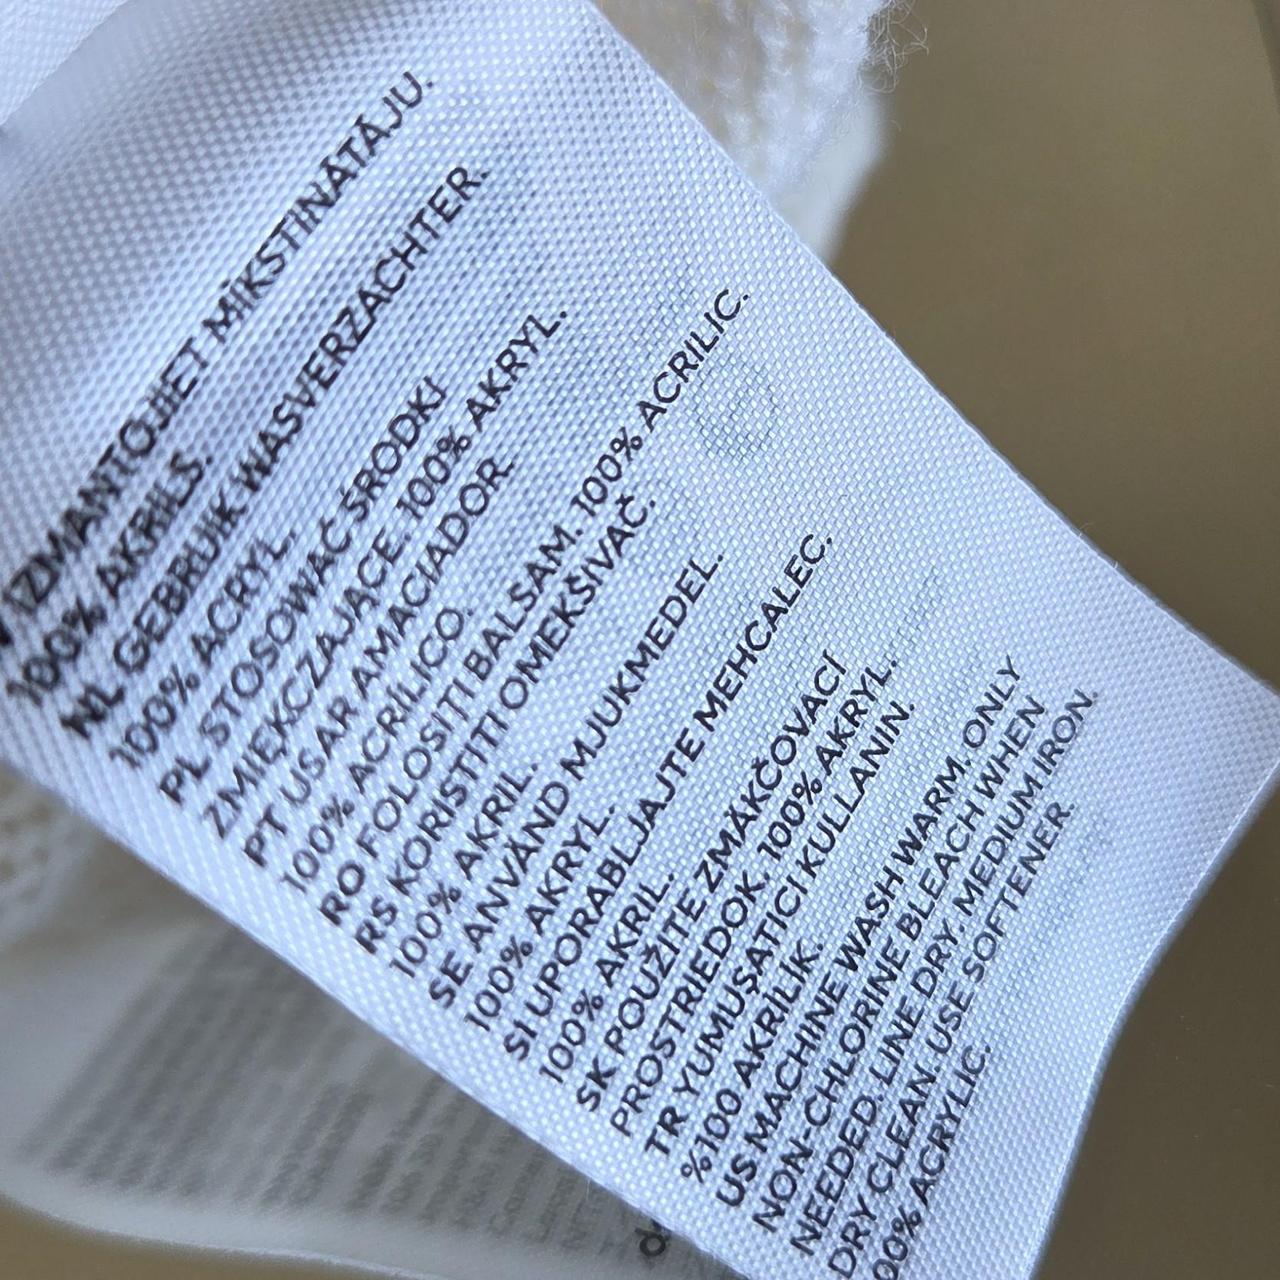 IZMANTOJIET MĪKSTINĀTĀJU.
100% AKRILS.
NL GEBRUIK WASVERZACHTER.
100% ACRYL.
PL STOSOWAĆ ŚRODKI
ZMIĘKCZAJĄCE. 100% AKRYL.
PT USAR AMACIADOR.
100% ACRÍLICO.
RO FOLOSITI BALSAM. 100% ACRILIC.
RS KORISTITI OMEKŠIVAČ.
100% AKRIL.
SE ANVÄND MJUKMEDEL.
100% AKRYL.
SI UPORABLJAJTE MEHČALEC.
100% AKRIL.
SK POUŽITE ZMÄKČOVACÍ
PROSTRIEDOK. 100% AKRYL.
TR YUMUŞATICI KULLANIN.
%100 AKRİLİK.
US MACHINE WASH WARM. ONLY
NON-CHLORINE BLEACH WHEN
NEEDED. LINE DRY. MEDIUM IRON.
DRY CLEAN. USE SOFTENER.
100% ACRYLIC.